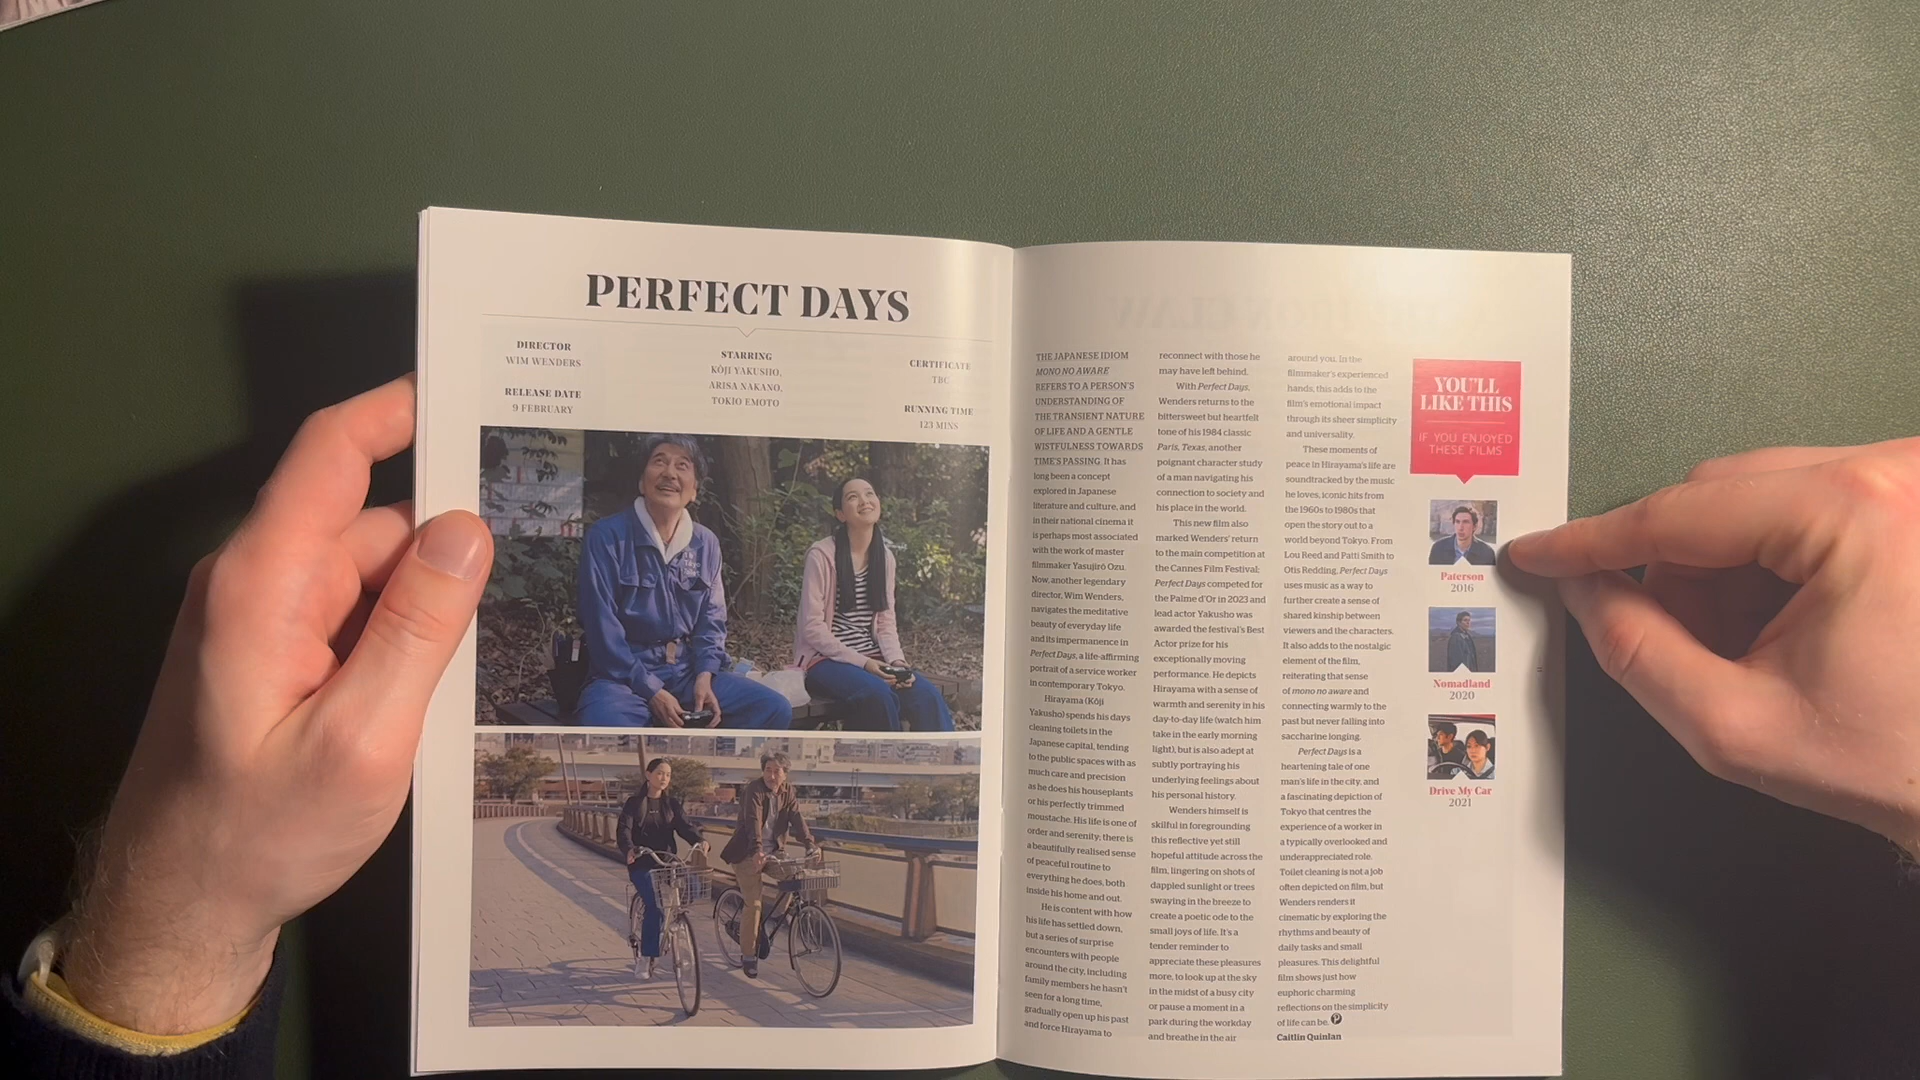 PERFECT DAYS
DIRECTOR
WIM WENDERS
RELEASE DATE
9 FEBRUARY
STARRING
KŌJI YAKUSHO,
ARISA NAKANO,
TOKIO EMOTO
CERTIFICATE
TBC
RUNNING TIME
123 MINS
THE JAPANESE IDIOM
MONO NO AWARE
REFERS TO A PERSON'S
UNDERSTANDING OF
THE TRANSIENT NATURE
OF LIFE AND A GENTLE
WISTFULNESS TOWARDS
TIME'S PASSING. It has
long been a concept
explored in Japanese
literature and culture, and
in their national cinema it
is perhaps most associated
with the work of master
filmmaker Yasujirō Ozu.
Now, another legendary
director, Wim Wenders,
navigates the meditative
beauty of everyday life
and its impermanence in
Perfect Days, a life-affirming
portrait of a service worker
in contemporary Tokyo.
Hirayama (Kōji
Yakusho) spends his days
cleaning toilets in the
Japanese capital, tending
to the public spaces with as
much care and precision
as he does his houseplants
or his perfectly trimmed
moustache. His life is one of
order and serenity; there is
a beautifully realised sense
of peaceful routine to
everything he does, both
inside his home and out.
He is content with how
his life has settled down,
but a series of surprise
encounters with people
around the city, including
family members he hasn't
seen for a long time,
gradually open up his past
and force Hirayama to
reconnect with those he
may have left behind.
With Perfect Days,
Wenders returns to the
bittersweet but heartfelt
tone of his 1984 classic
Paris, Texas, another
poignant character study
of a man navigating his
connection to society and
his place in the world.
This new film also
marked Wenders' return
to the main competition at
the Cannes Film Festival;
Perfect Days competed for
the Palme d'Or in 2023 and
lead actor Yakusho was
awarded the festival's Best
Actor prize for his
exceptionally moving
performance. He depicts
Hirayama with a sense of
warmth and serenity in his
day-to-day life (watch him
take in the early morning
light), but is also adept at
subtly portraying his
underlying feelings about
his personal history.
Wenders himself is
skilful in foregrounding
this reflective yet still
hopeful attitude across the
film, lingering on shots of
dappled sunlight or trees
swaying in the breeze to
create a poetic ode to the
small joys of life. It's a
tender reminder to
appreciate these pleasures
more, to look up at the sky
in the midst of a busy city
or pause a moment in a
park during the workday
and breathe in the air
around you. In the
filmmaker's experienced
hands, this adds to the
film's emotional impact
through its sheer simplicity
and universality.
These moments of
peace in Hirayama's life are
soundtracked by the music
he loves, iconic hits from
the 1960s to 1980s that
open the story out to a
world beyond Tokyo. From
Lou Reed and Patti Smith to
Otis Redding, Perfect Days
uses music as a way to
further create a sense of
shared kinship between
viewers and the characters.
It also adds to the nostalgic
element of the film,
reiterating that sense
of mono no aware and
connecting warmly to the
past but never falling into
saccharine longing.
Perfect Days is a
heartening tale of one
man's life in the city, and
a fascinating depiction of
Tokyo that centres the
experience of a worker in
a typically overlooked and
underappreciated role.
Toilet cleaning is not a job
often depicted on film, but
Wenders renders it
cinematic by exploring the
rhythms and beauty of
daily tasks and small
pleasures. This delightful
film shows just how
euphoric charming
reflections on the simplicity
of life can be.
Caitlin Quinlan
YOU'LL
LIKE THIS
IF YOU ENJOYED
THESE FILMS
Paterson
2016
Nomadland
2020
Drive My Car
2021